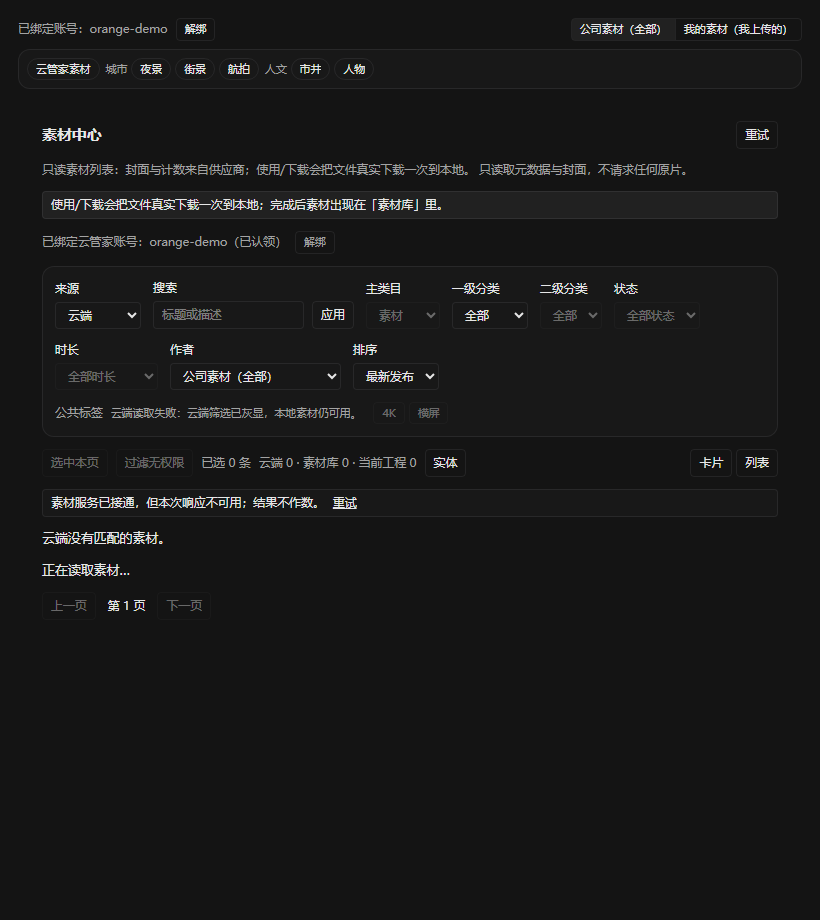 已绑定账号：orange-demo 解绑 公司素材（全部） 我的素材（我上传的）
云管家素材 城市 夜景 街景 航拍 人文 市井 人物
素材中心 重试
只读素材列表：封面与计数来自供应商；使用/下载会把文件真实下载一次到本地。 只读取元数据与封面，不请求任何原片。
使用/下载会把文件真实下载一次到本地；完成后素材出现在「素材库」里。
已绑定云管家账号：orange-demo（已认领） 解绑
来源 搜索 主类目 一级分类 二级分类 状态
云端 标题或描述 应用 素材 全部 全部 全部状态
时长 作者 排序
全部时长 公司素材（全部） 最新发布
公共标签 云端读取失败：云端筛选已灰显，本地素材仍可用。 4K 横屏
选中本页 过滤无权限 已选 0 条 云端 0 · 素材库 0 · 当前工程 0 实体 卡片 列表
素材服务已接通，但本次响应不可用；结果不作数。 重试
云端没有匹配的素材。
正在读取素材...
上一页 第 1 页 下一页